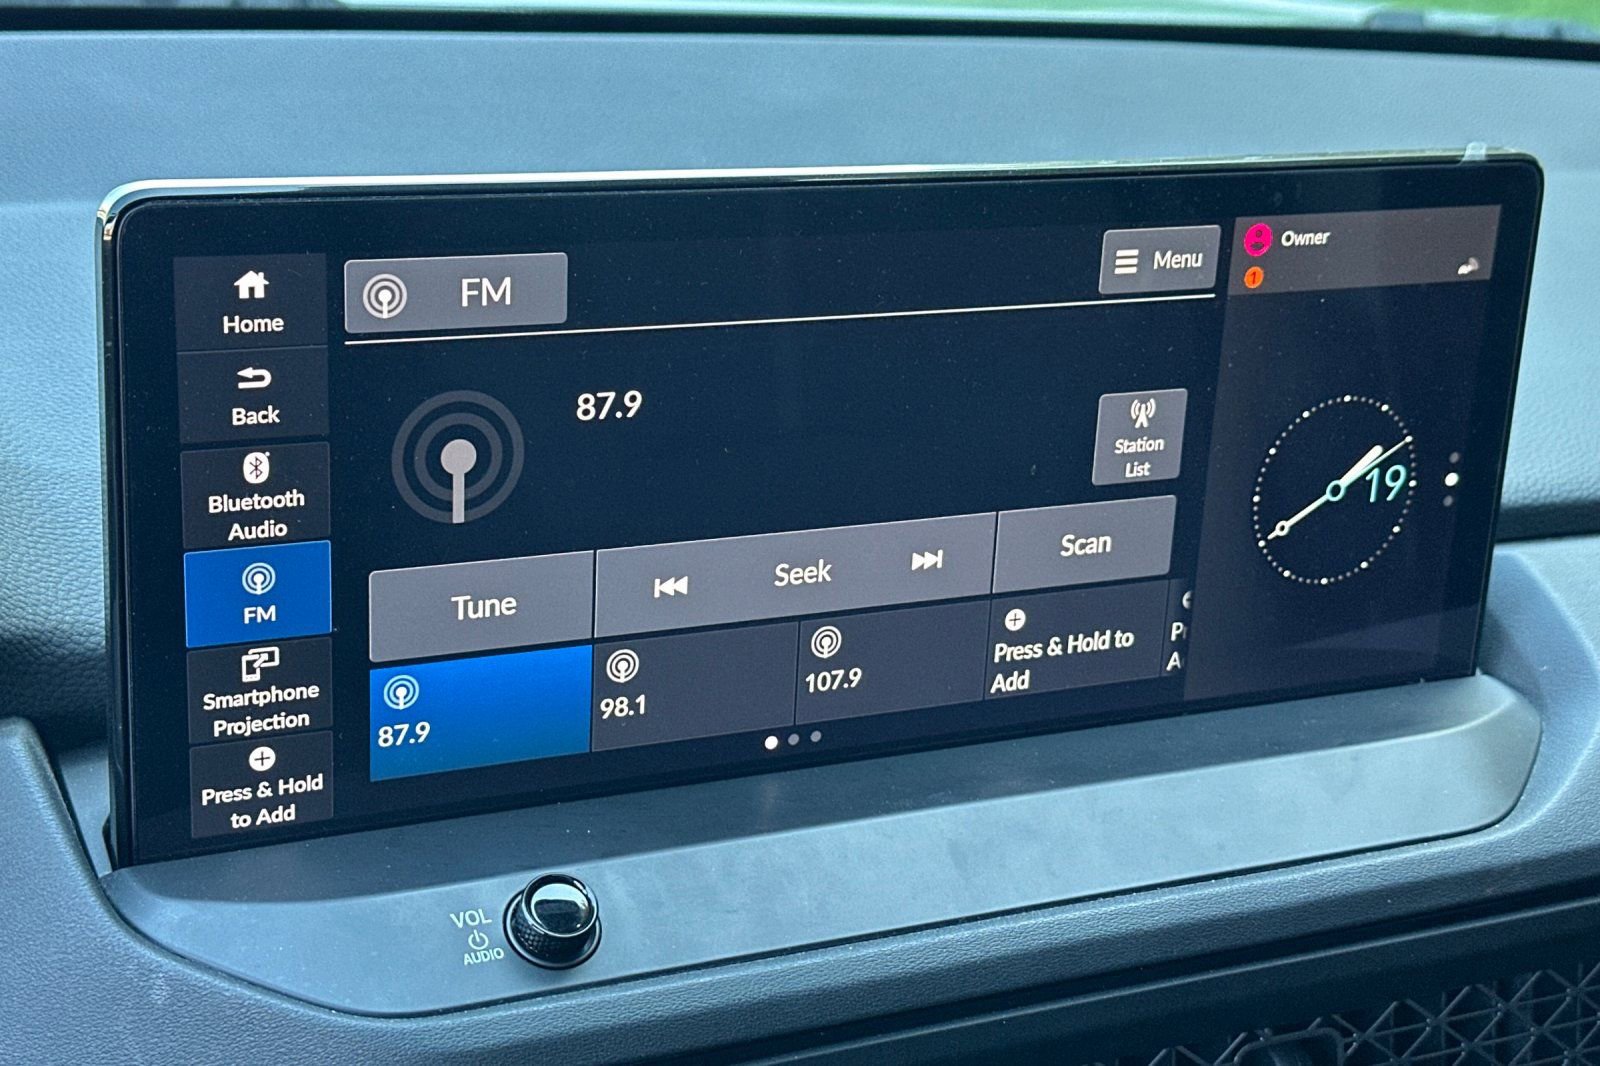 Home
Back
Bluetooth
Audio
FM
Smartphone
Projection
Press & Hold
to Add
FM
Menu
87.9
Station
List
Tune
Seek
Scan
87.9
98.1
107.9
Press & Hold to
Add
P
A
Owner
1
19
VOL
AUDIO